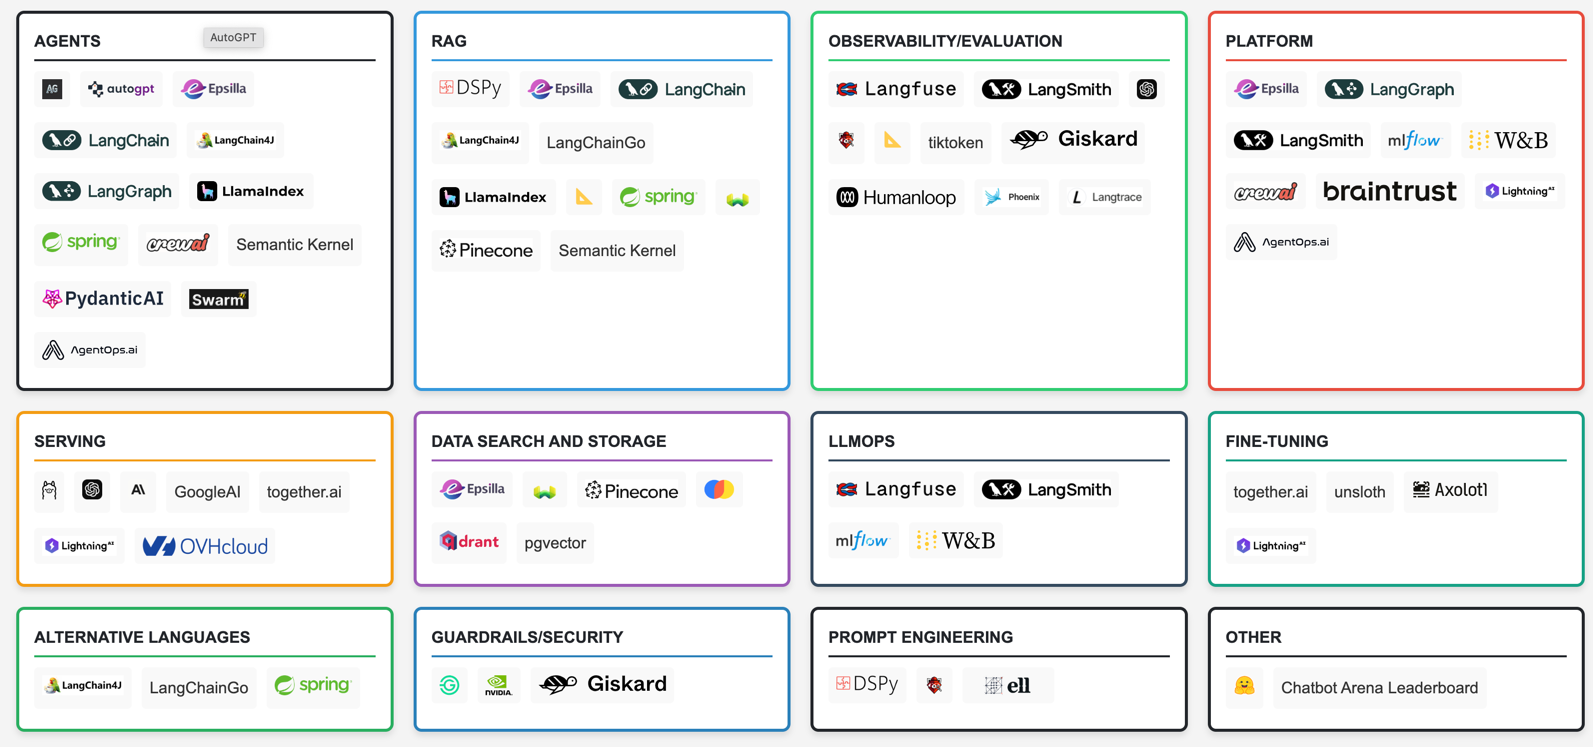 AGENTS
AutoGPT
AG
autogpt
Epsilla
LangChain
LangChain4J
LangGraph
LlamaIndex
spring
crewai
Semantic Kernel
PydanticAI
Swarm
AgentOps.ai
RAG
DSPy
Epsilla
LangChain
LangChain4J
LangChainGo
LlamaIndex
spring
Pinecone
Semantic Kernel
OBSERVABILITY/EVALUATION
Langfuse
LangSmith
tiktoken
Giskard
Humanloop
Phoenix
L Langtrace
PLATFORM
Epsilla
LangGraph
LangSmith
mlflow
W&B
crewai
braintrust
Lightning AI
AgentOps.ai
SERVING
A\
GoogleAI
together.ai
Lightning AI
OVHcloud
DATA SEARCH AND STORAGE
Epsilla
Pinecone
qdrant
pgvector
LLMOPS
Langfuse
LangSmith
mlflow
W&B
FINE-TUNING
together.ai
unsloth
Axolotl
Lightning AI
ALTERNATIVE LANGUAGES
LangChain4J
LangChainGo
spring
GUARDRAILS/SECURITY
NVIDIA.
Giskard
PROMPT ENGINEERING
DSPy
ell
OTHER
Chatbot Arena Leaderboard